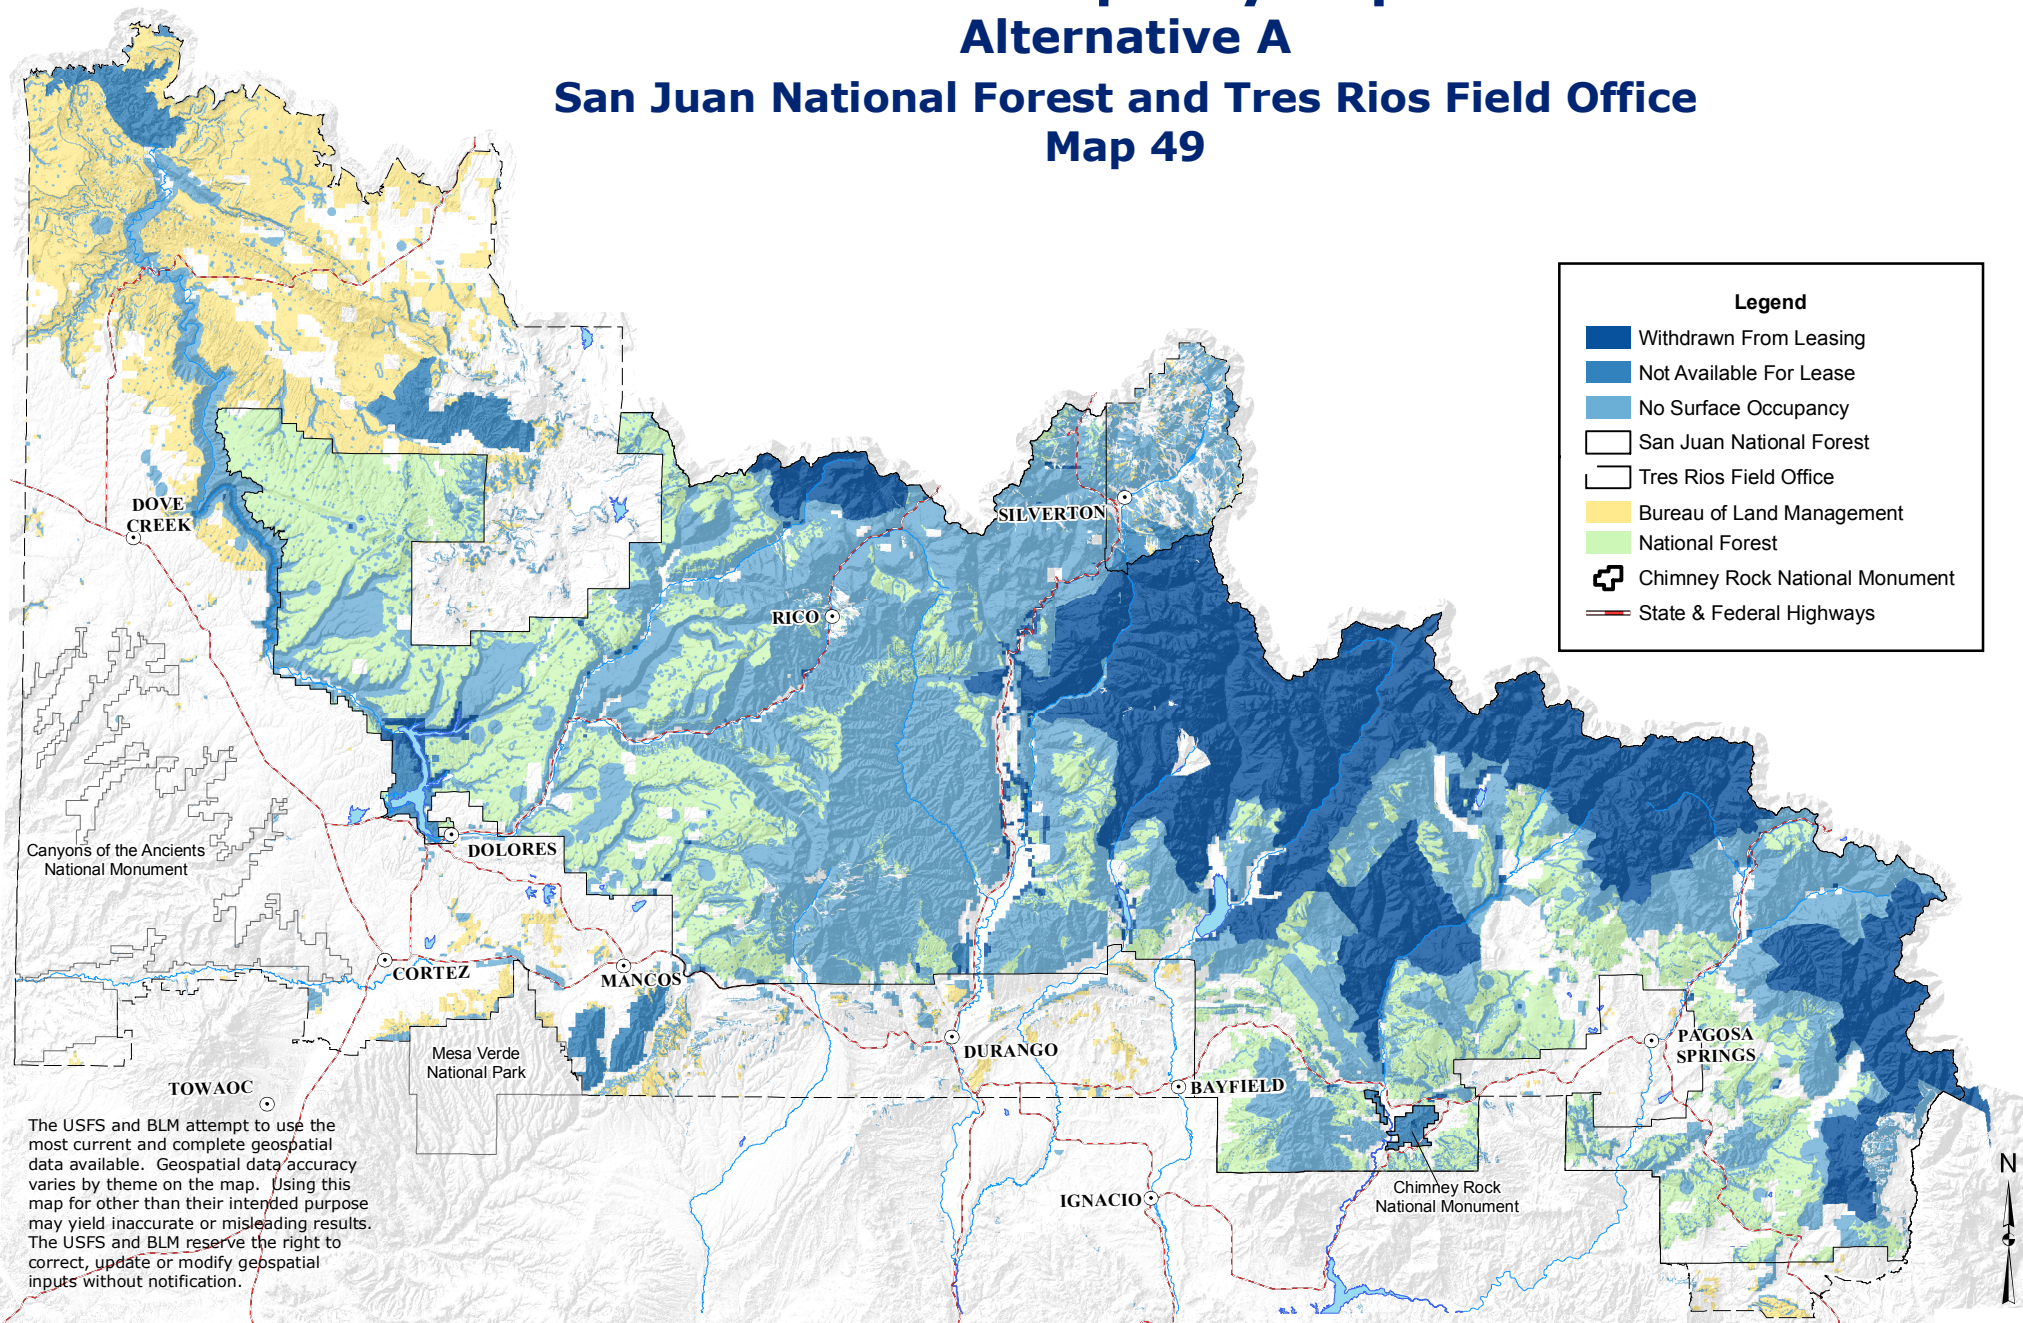 Alternative A
San Juan National Forest and Tres Rios Field Office
Map 49
Legend
Withdrawn From Leasing
Not Available For Lease
No Surface Occupancy
San Juan National Forest
Tres Rios Field Office
Bureau of Land Management
National Forest
Chimney Rock National Monument
State & Federal Highways
DOVE
CREEK
SILVERTON
RICO
DOLORES
Canyons of the Ancients
National Monument
CORTEZ
MANCOS
Mesa Verde
National Park
DURANGO
BAYFIELD
PAGOSA
SPRINGS
TOWAOC
IGNACIO
Chimney Rock
National Monument
N
The USFS and BLM attempt to use the
most current and complete geospatial
data available. Geospatial data accuracy
varies by theme on the map. Using this
map for other than their intended purpose
may yield inaccurate or misleading results.
The USFS and BLM reserve the right to
correct, update or modify geospatial
inputs without notification.